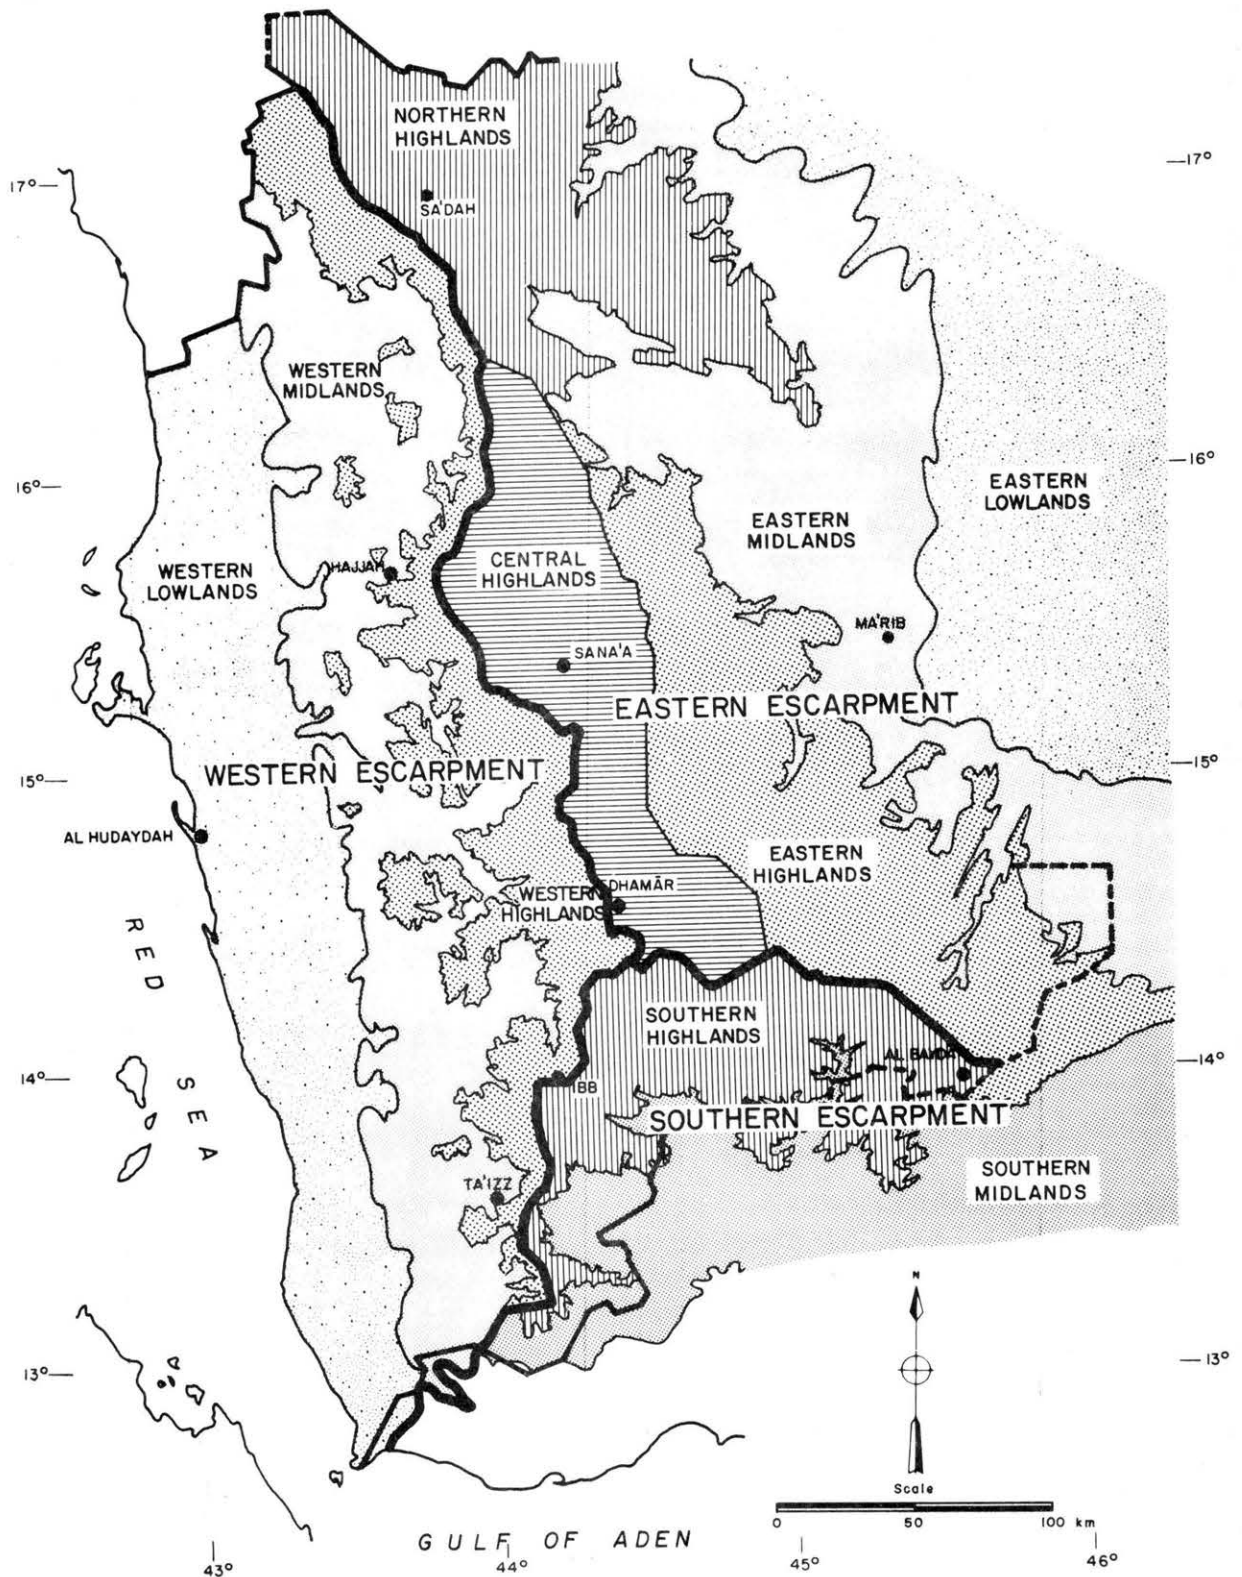 NORTHERN
HIGHLANDS
17°
17°
SA'DAH
WESTERN
MIDLANDS
16°
16°
EASTERN
LOWLANDS
EASTERN
MIDLANDS
CENTRAL
HIGHLANDS
HAJJAH
WESTERN
LOWLANDS
MA'RIB
SANA'A
EASTERN ESCARPMENT
WESTERN ESCARPMENT
15°
15°
AL HUDAYDAH
EASTERN
HIGHLANDS
DHAMĀR
WESTERN
HIGHLANDS
RED SEA
SOUTHERN
HIGHLANDS
AL BAYDA
14°
14°
IBB
SOUTHERN ESCARPMENT
SOUTHERN
MIDLANDS
TA'IZZ
N
13°
13°
Scale
0 50 100 km
GULF OF ADEN
43° 44° 45° 46°